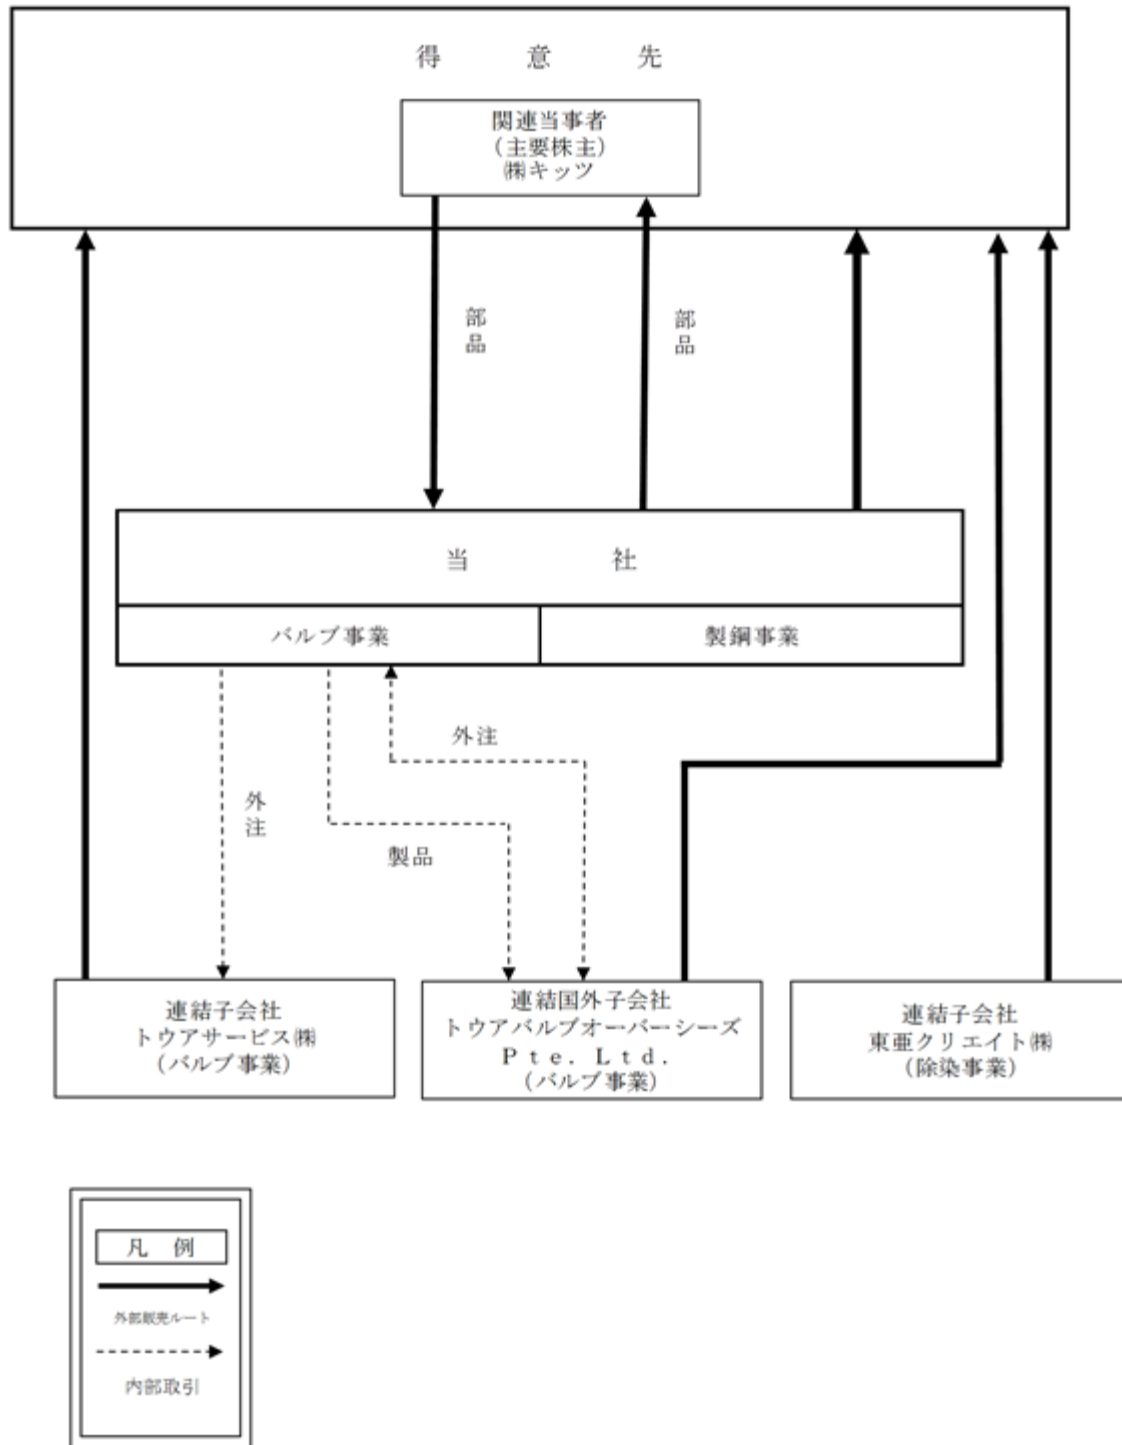 得 意 先
関連当事者
(主要株主)
㈱キッツ
部品
部品
当 社
バルブ事業
製鋼事業
外注
外注
製品
連結子会社
トウアサービス㈱
(バルブ事業)
連結国外子会社
トウアバルブオーバーシーズ
Ｐｔｅ．Ｌｔｄ．
(バルブ事業)
連結子会社
東亜クリエイト㈱
(除染事業)
凡 例
外部販売ルート
内部取引